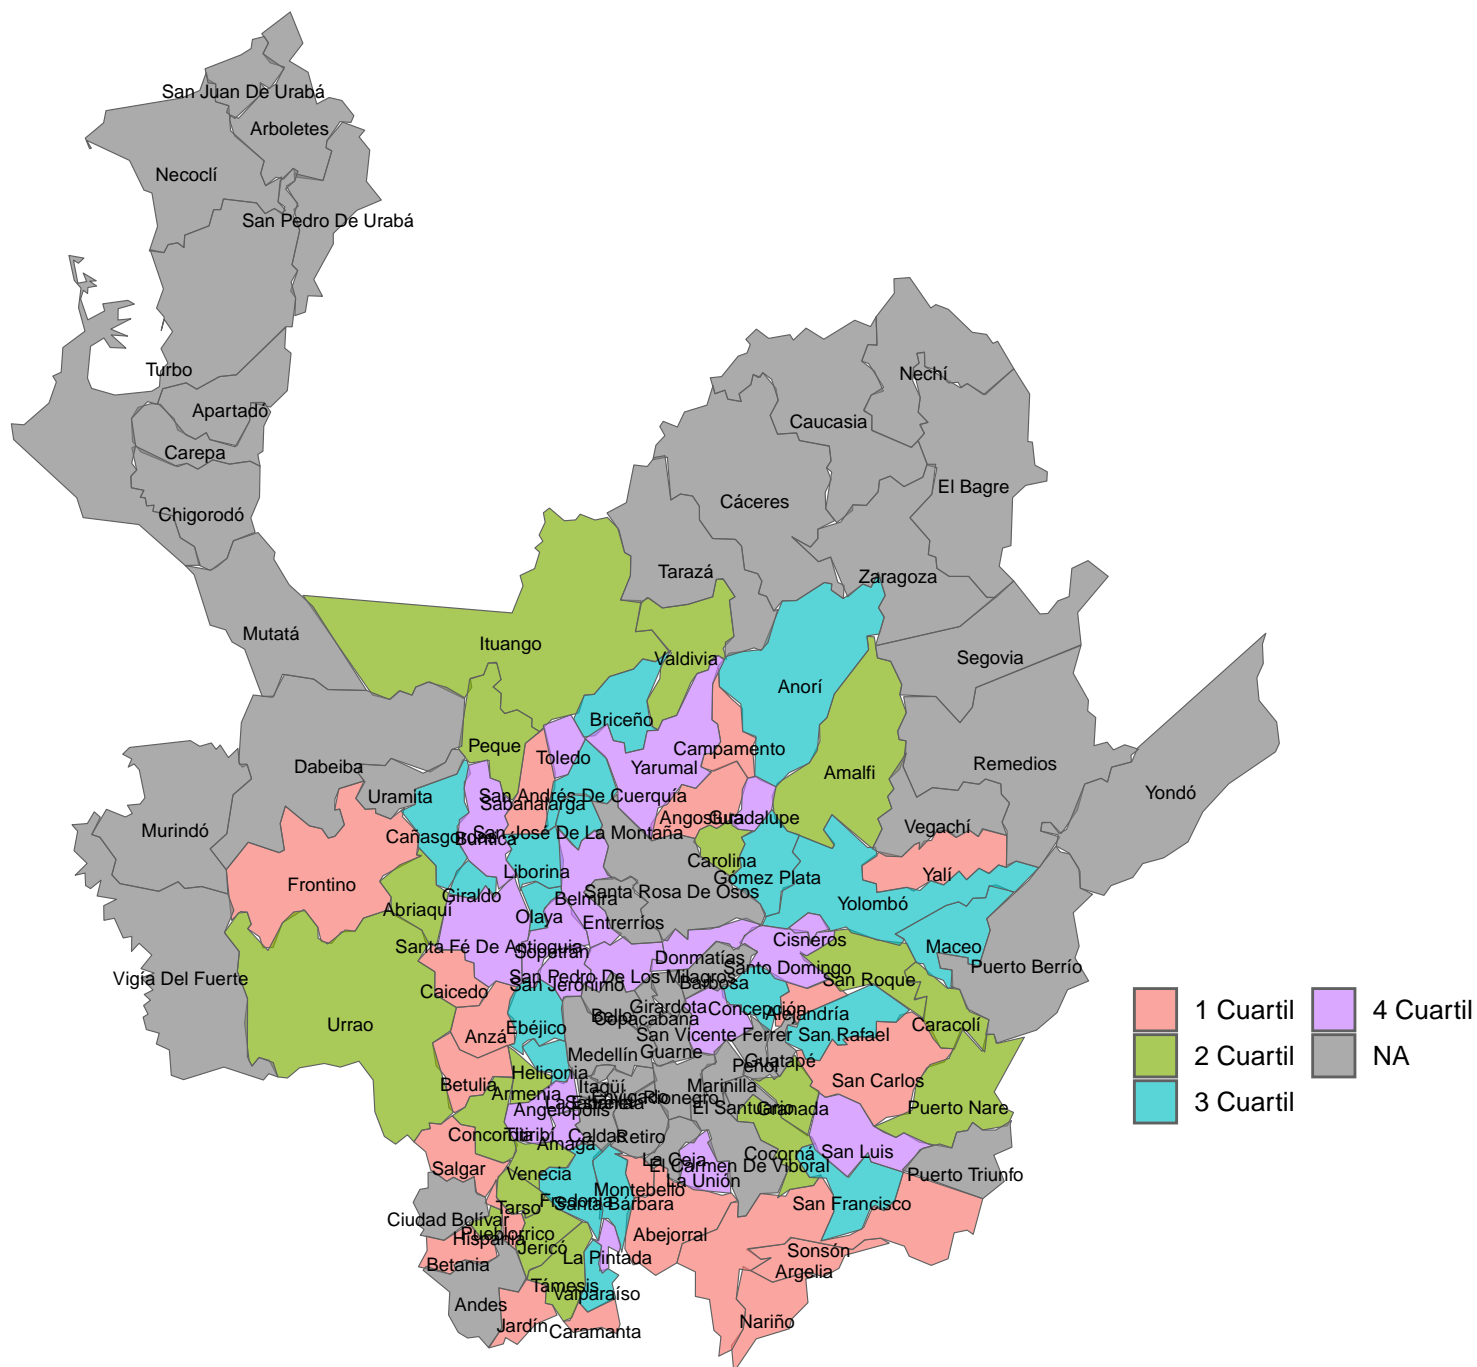 San Juan De Urabá
Arboletes
Necoclí
San Pedro De Urabá
Turbo
Apartadó
Carepa
Chigorodó
Mutatá
Nechí
Caucasia
El Bagre
Cáceres
Tarazá
Zaragoza
Ituango
Valdivia
Segovia
Anorí
Briceño
Peque
Toledo
Campamento
Yarumal
Dabeiba
Amalfi
Remedios
Yondó
Uramita
San Andrés De Cuerquía
Sabanalarga
Angostura
Guadalupe
Murindó
Cañasgordas
Buriticá
San José De La Montaña
Vegachí
Carolina
Gómez Plata
Yalí
Liborina
Frontino
Giraldo
Belmira
Santa Rosa De Osos
Yolombó
Abriaquí
Olaya
Entrerríos
Cisneros
Maceo
Santa Fé De Antioquia
Sopetrán
Donmatías
Puerto Berrío
Vigía Del Fuerte
San Pedro De Los Milagros
Santo Domingo
San Roque
San Jerónimo
Barbosa
Caicedo
Girardota
Concepción
Alejandría
Bello
Copacabana
Urrao
Ebéjico
Anzá
San Vicente Ferrer
San Rafael
Caracolí
Medellín
Guarne
Guatapé
Peñol
Heliconia
San Carlos
Betulia
Armenia
Itagüí
Envigado
Rionegro
Marinilla
La Estrella
Sabaneta
Angelópolis
El Santuario
Granada
Puerto Nare
Concordia
Titiribí
Caldas
Retiro
Amagá
Cocorná
San Luis
La Ceja
El Carmen De Viboral
Salgar
Venecia
La Unión
Puerto Triunfo
Montebello
Fredonia
Santa Bárbara
San Francisco
Tarso
Ciudad Bolívar
Pueblorrico
Hispania
Abejorral
Jericó
La Pintada
Sonsón
Betania
Argelia
Támesis
Valparaíso
Andes
Jardín
Caramanta
Nariño
1 Cuartil
2 Cuartil
3 Cuartil
4 Cuartil
NA